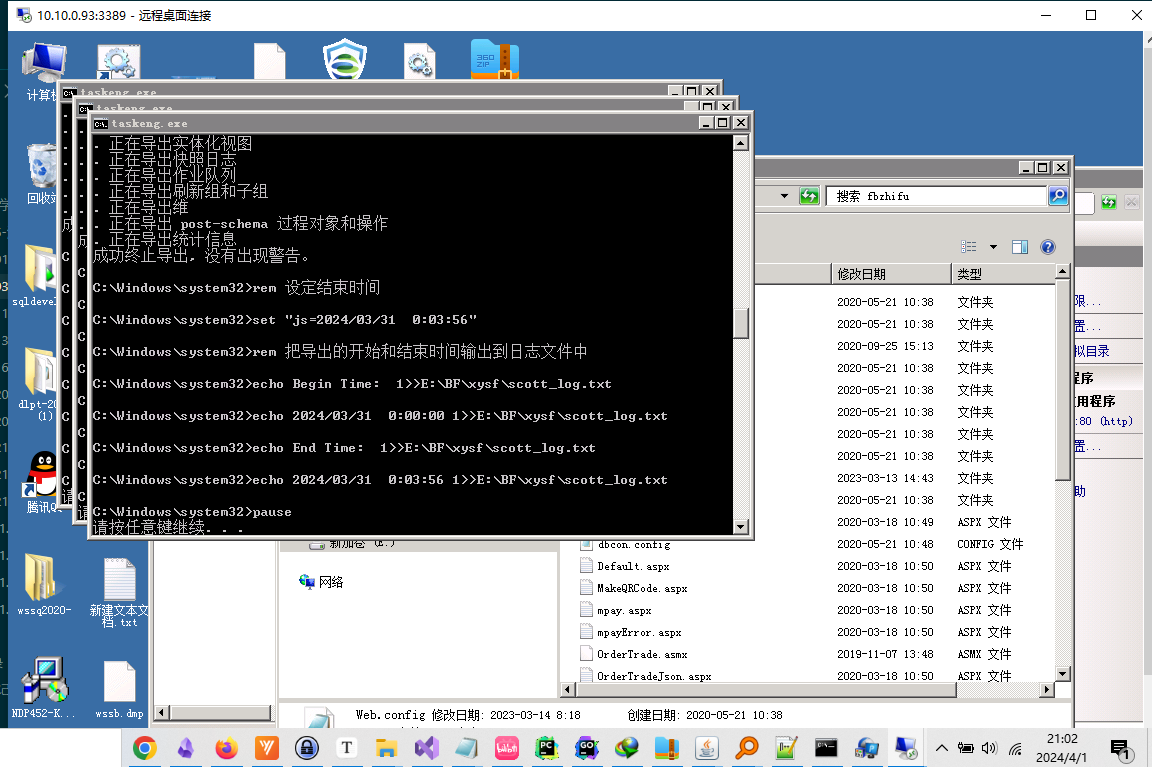 10.10.0.93:3389 - 远程桌面连接
360
ZIP
计算机
taskeng.exe
taskeng.exe
taskeng.exe
. 正在导出实体化视图
. 正在导出快照日志
. 正在导出作业队列
. 正在导出刷新组和子组
. 正在导出维
. 正在导出 post-schema 过程对象和操作
. 正在导出统计信息
成功终止导出, 没有出现警告。
C:\Windows\system32>rem 设定结束时间
C:\Windows\system32>set "js=2024/03/31  0:03:56"
C:\Windows\system32>rem 把导出的开始和结束时间输出到日志文件中
C:\Windows\system32>echo Begin Time:  1>>E:\BF\xysf\scott_log.txt
C:\Windows\system32>echo 2024/03/31  0:00:00 1>>E:\BF\xysf\scott_log.txt
C:\Windows\system32>echo End Time:  1>>E:\BF\xysf\scott_log.txt
C:\Windows\system32>echo 2024/03/31  0:03:56 1>>E:\BF\xysf\scott_log.txt
C:\Windows\system32>pause
请按任意键继续. . .
回收
sqldevel
dlpt-20
(1)
腾讯Q
wssq2020-
新建文本文
档.txt
NDP452-K...
wssb.dmp
搜索 fbzhifu
修改日期 类型
2020-05-21 10:38 文件夹
2020-05-21 10:38 文件夹
2020-09-25 15:13 文件夹
2020-05-21 10:38 文件夹
2020-05-21 10:38 文件夹
2020-05-21 10:38 文件夹
2020-05-21 10:38 文件夹
2020-05-21 10:38 文件夹
2023-03-13 14:43 文件夹
2020-05-21 10:38 文件夹
2020-03-18 10:49 ASPX 文件
dbcon.config 2020-05-21 10:48 CONFIG 文件
Default.aspx 2020-03-18 10:50 ASPX 文件
MakeQRCode.aspx 2020-03-18 10:50 ASPX 文件
mpay.aspx 2020-03-18 10:50 ASPX 文件
mpayError.aspx 2020-03-18 10:50 ASPX 文件
OrderTrade.asmx 2019-11-07 13:48 ASMX 文件
OrderTradeJson.aspx 2020-03-18 10:50 ASPX 文件
新加卷 (E:)
网络
Web.config 修改日期: 2023-03-14 8:18 创建日期: 2020-05-21 10:38
限...
置...
拟目录
程序
用程序
:80 (http)
置...
助
21:02
2024/4/1
1